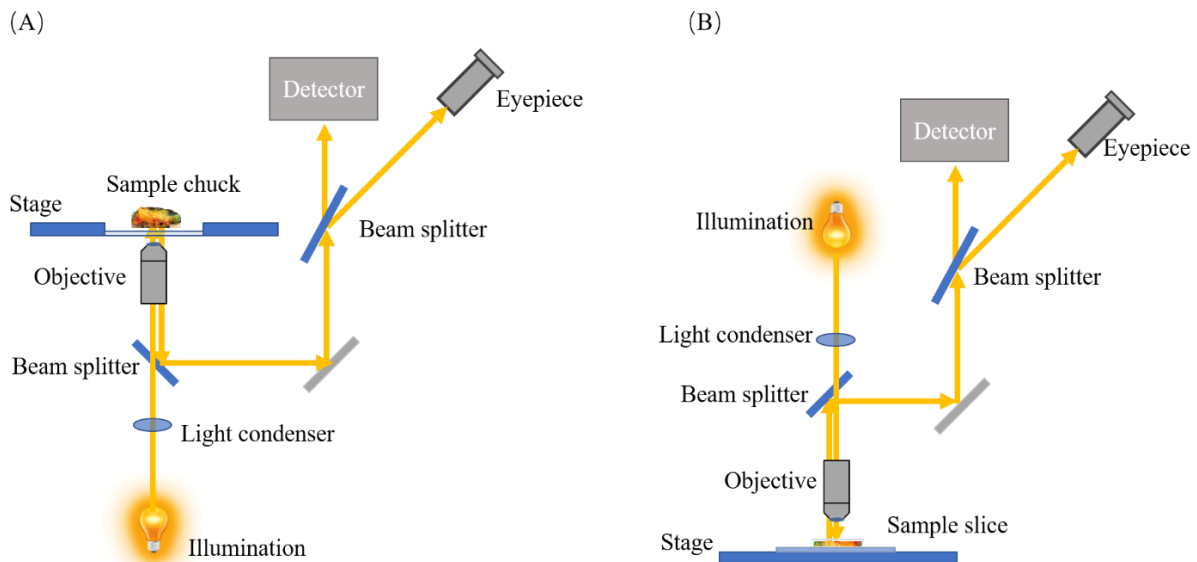 (A)
Detector
Eyepiece
Sample chuck
Stage
Beam splitter
Objective
Beam splitter
Light condenser
Illumination
(B)
Detector
Eyepiece
Illumination
Beam splitter
Light condenser
Beam splitter
Objective
Sample slice
Stage